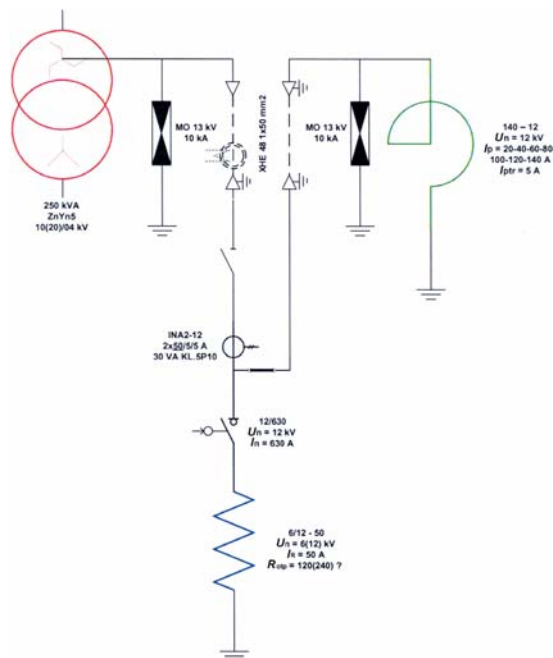 MO 13 kV
10 kA
XHE 48 1x50 mm2
MO 13 kV
10 kA
140 – 12
Un = 12 kV
Ip = 20-40-60-80
100-120-140 A
Iptr = 5 A
250 kVA
ZnYn5
10(20)/04 kV
INA2-12
2x50/5/5 A
30 VA KL.5P10
12/630
Un = 12 kV
In = 630 A
6/12 - 50
Un = 6(12) kV
IR = 50 A
Rotp = 120(240) ?